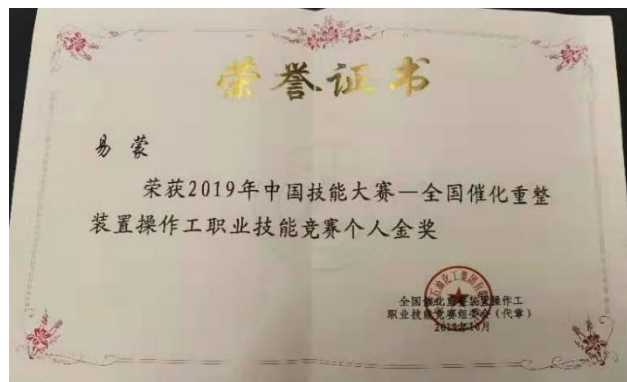 荣誉证书
易蒙
荣获2019年中国技能大赛—全国催化重整
装置操作工职业技能竞赛个人金奖
全国催化重整装置操作工
职业技能竞赛组委会(代章)
2019年10月